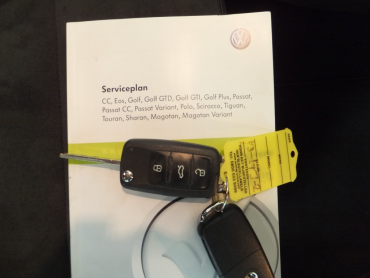 Serviceplan
CC, Eos, Golf, Golf GTD, Golf GTI, Golf Plus, Passat,
Passat CC, Passat Variant, Polo, Scirocco, Tiguan,
Touran, Sharan, Magotan, Magotan Variant